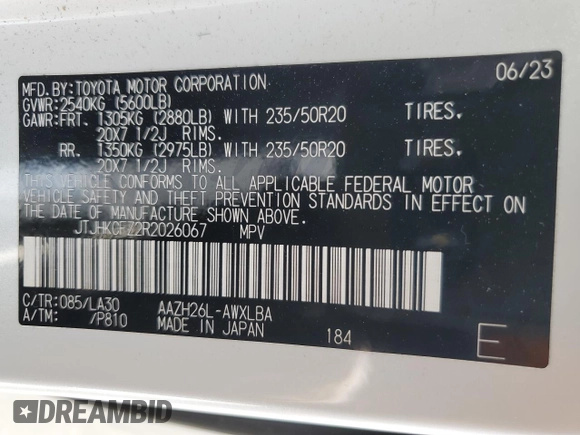 MFD.BY:TOYOTA MOTOR CORPORATION 06/23
GVWR:2540KG (5600LB)
GAWR:FRT. 1305KG (2880LB) WITH 235/50R20 TIRES.
20X7 1/2J RIMS.
RR. 1350KG (2975LB) WITH 235/50R20 TIRES.
20X7 1/2J RIMS.
THIS VEHICLE CONFORMS TO ALL APPLICABLE FEDERAL MOTOR
VEHICLE SAFETY AND THEFT PREVENTION STANDARDS IN EFFECT ON
THE DATE OF MANUFACTURE SHOWN ABOVE.
JTJHKCFZ2R2026067 MPV
C/TR:085/LA30 AAZH26L-AWXLBA
A/TM: /P810 MADE IN JAPAN 184 E
DREAMBID